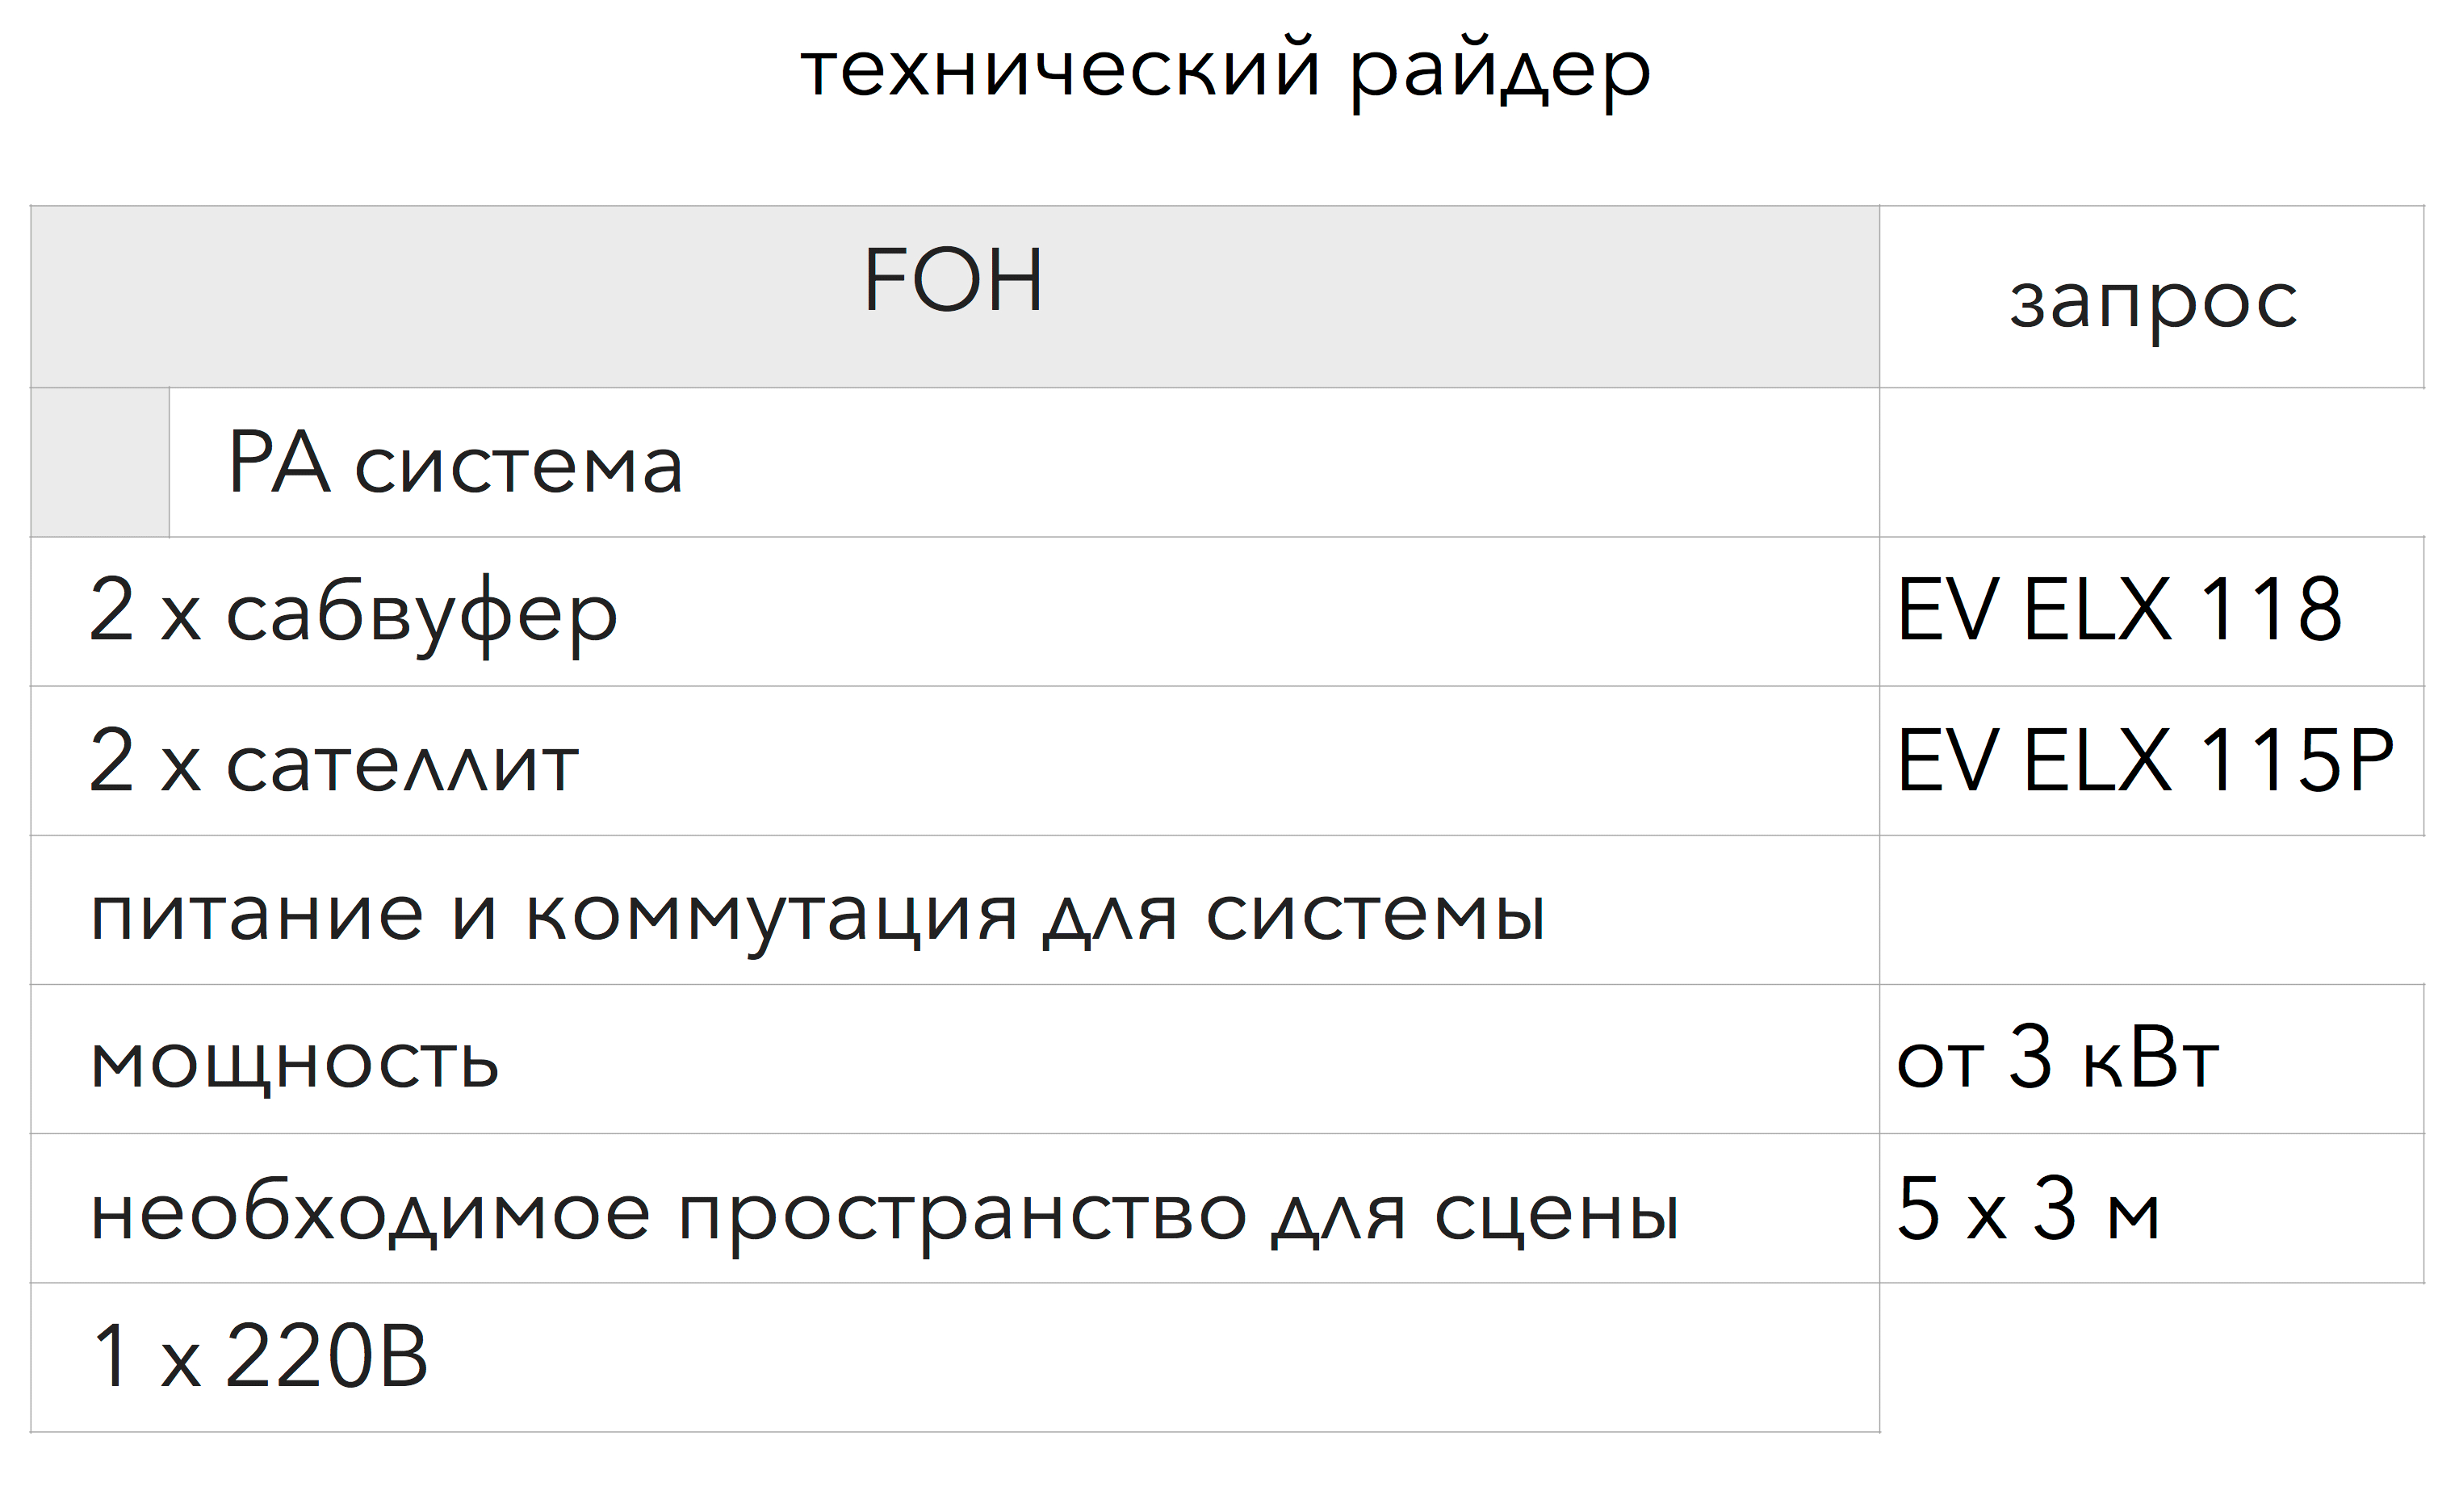 технический райдер
FOH запрос
PA система
2 x сабвуфер EV ELX 118
2 x сателлит EV ELX 115P
питание и коммутация для системы
мощность от 3 кВт
необходимое пространство для сцены 5 x 3 м
1 x 220В